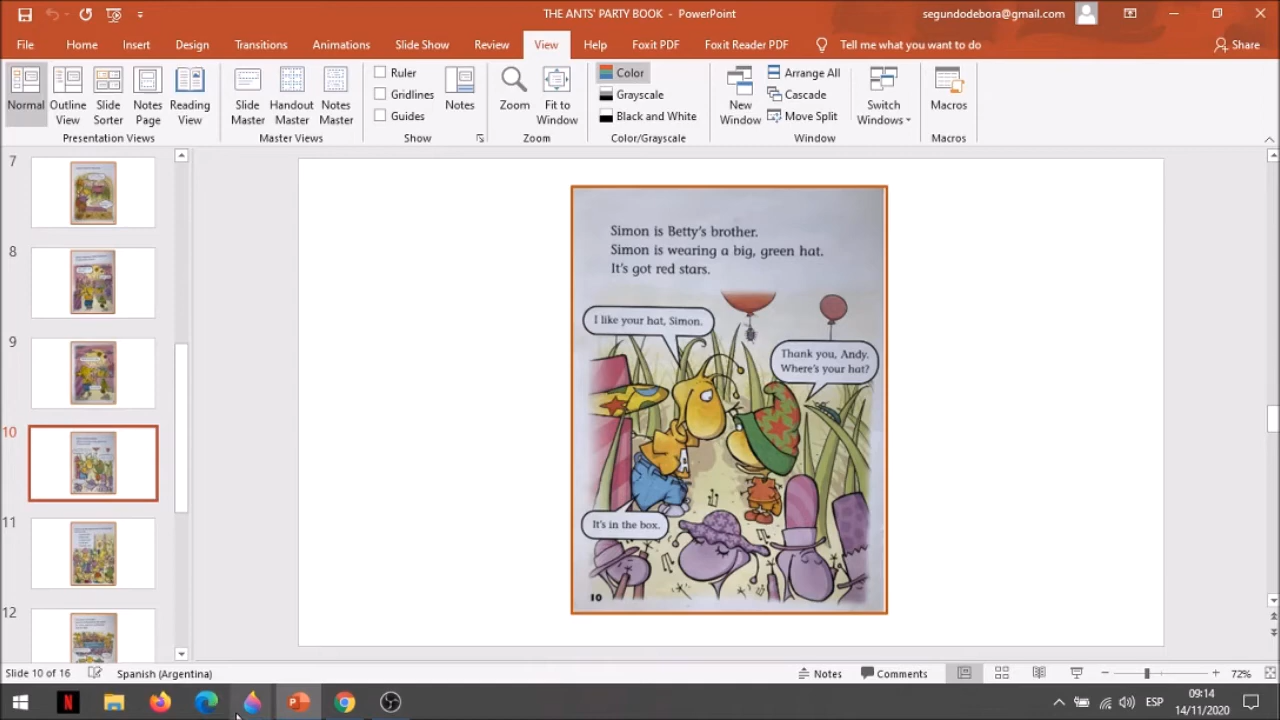 THE ANTS' PARTY BOOK - PowerPoint
segundodebora@gmail.com
File Home Insert Design Transitions Animations Slide Show Review View Help Foxit PDF Foxit Reader PDF Tell me what you want to do Share
Normal
Outline View
Slide Sorter
Notes Page
Reading View
Presentation Views
Slide Master
Handout Master
Notes Master
Master Views
Ruler
Gridlines
Guides
Show
Notes
Zoom
Fit to Window
Zoom
Color
Grayscale
Black and White
Color/Grayscale
New Window
Arrange All
Cascade
Move Split
Switch Windows
Window
Macros
Macros
7
8
9
10
11
12
Simon is Betty's brother.
Simon is wearing a big, green hat.
It's got red stars.
I like your hat, Simon.
Thank you, Andy.
Where's your hat?
It's in the box.
10
Slide 10 of 16
Spanish (Argentina)
Notes
Comments
72%
ESP
09:14
14/11/2020